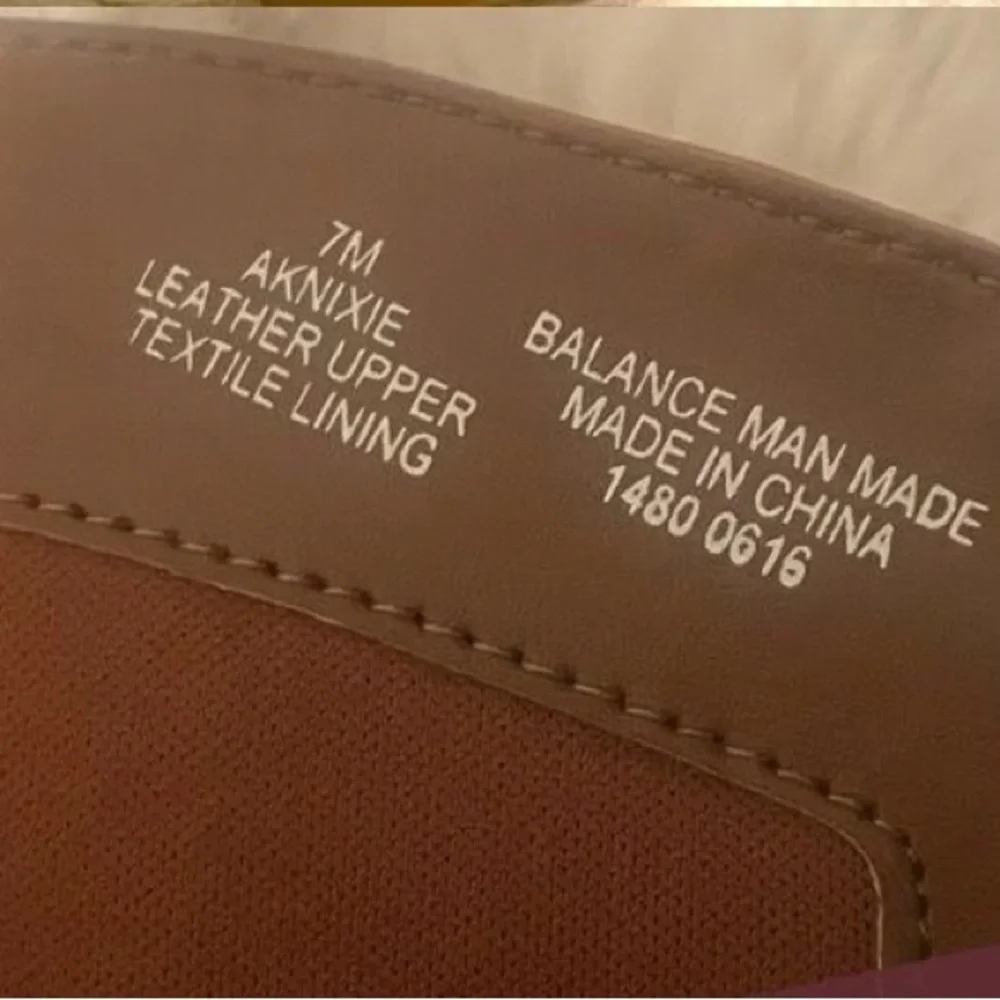 7M
AKNIXIE
LEATHER UPPER
TEXTILE LINING
BALANCE MAN MADE
MADE IN CHINA
1480 0616